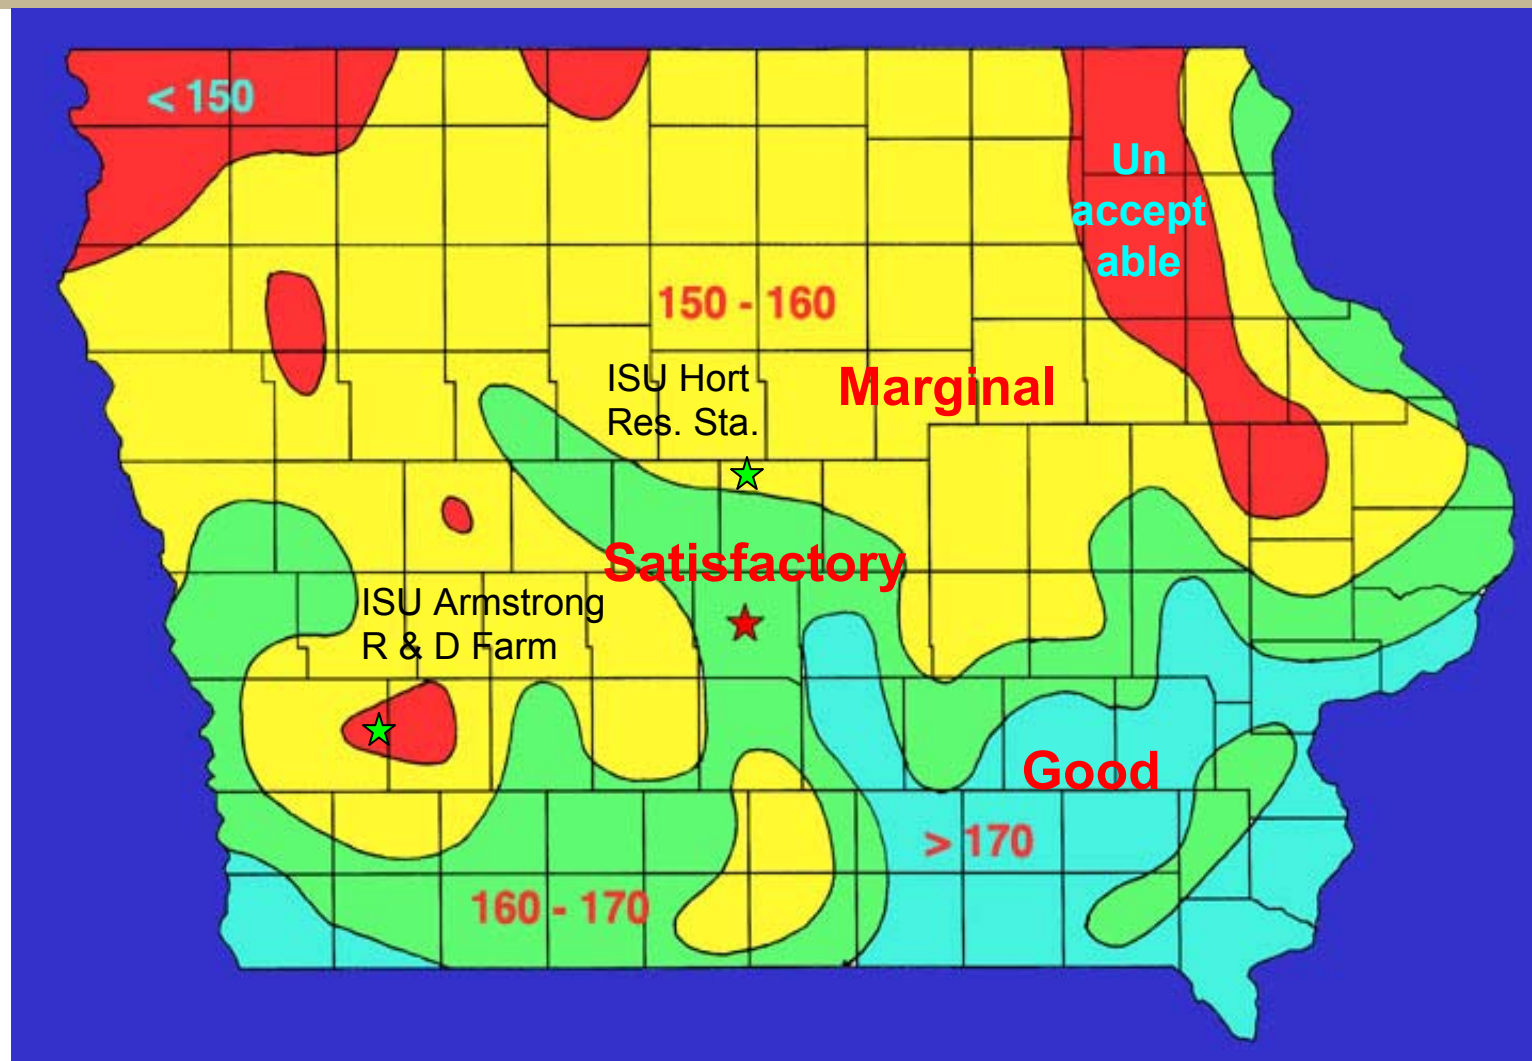 < 150
Un
accept
able
150 - 160
ISU Hort
Res. Sta.
Marginal
Satisfactory
ISU Armstrong
R & D Farm
Good
> 170
160 - 170